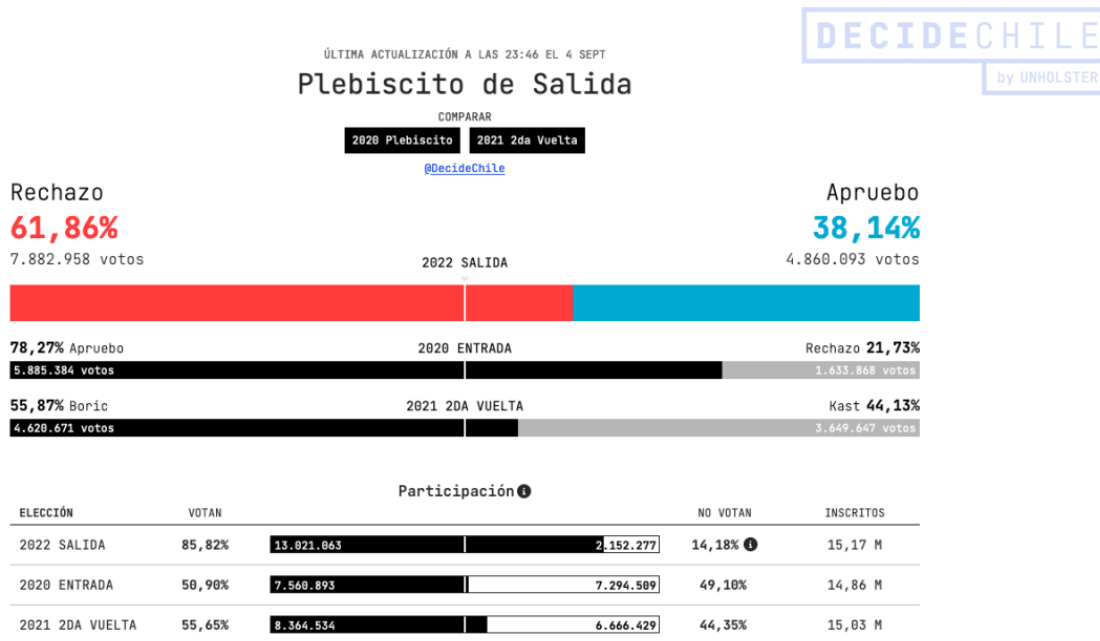 DECIDECHILE
by UNHOLSTER
ÚLTIMA ACTUALIZACIÓN A LAS 23:46 EL 4 SEPT
Plebiscito de Salida
COMPARAR
2020 Plebiscito 2021 2da Vuelta
@DecideChile
Rechazo Apruebo
61,86% 38,14%
7.882.958 votos 2022 SALIDA 4.860.093 votos
78,27% Apruebo 2020 ENTRADA Rechazo 21,73%
5.885.384 votos 1.633.868 votos
55,87% Boric 2021 2DA VUELTA Kast 44,13%
4.620.671 votos 3.649.647 votos
Participación
ELECCIÓN VOTAN NO VOTAN INSCRITOS
2022 SALIDA 85,82% 13.021.063 2.152.277 14,18% 15,17 M
2020 ENTRADA 50,90% 7.560.893 7.294.509 49,10% 14,86 M
2021 2DA VUELTA 55,65% 8.364.534 6.666.429 44,35% 15,03 M